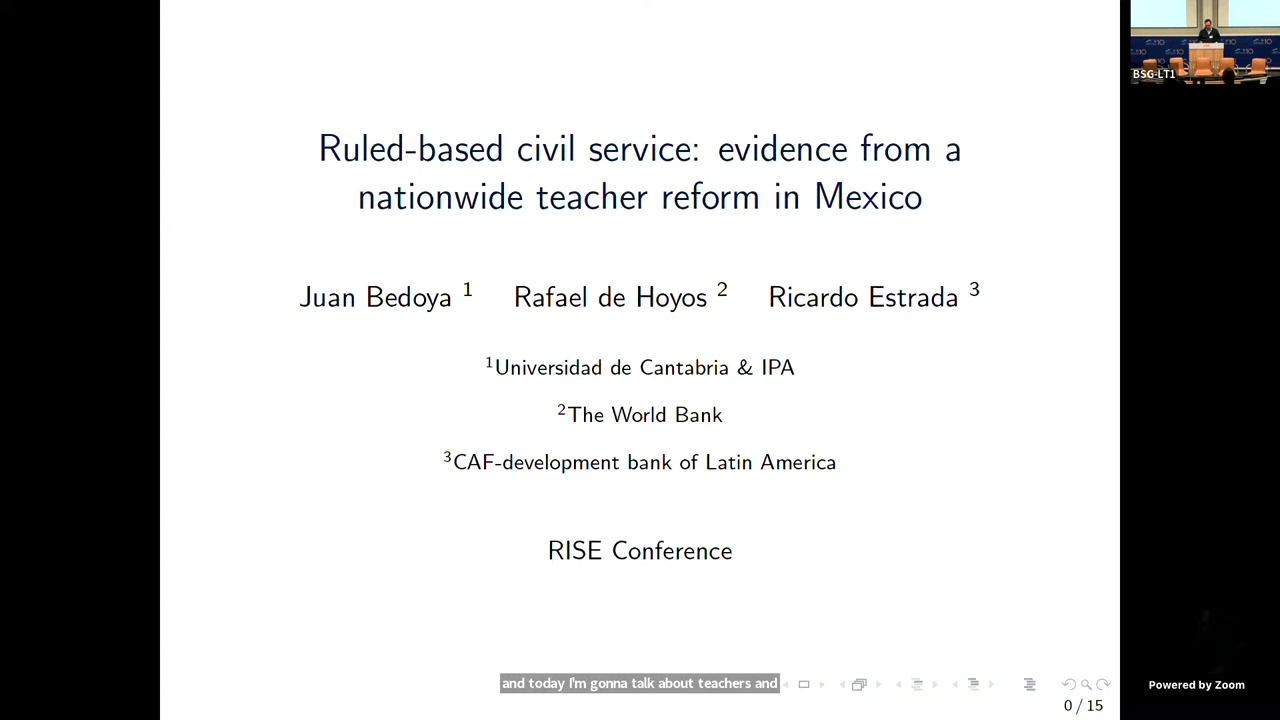 Ruled-based civil service: evidence from a
nationwide teacher reform in Mexico
Juan Bedoya 1 Rafael de Hoyos 2 Ricardo Estrada 3
1Universidad de Cantabria & IPA
2The World Bank
3CAF-development bank of Latin America
RISE Conference
and today I'm gonna talk about teachers and
0 / 15
BSG-LT1
Powered by Zoom